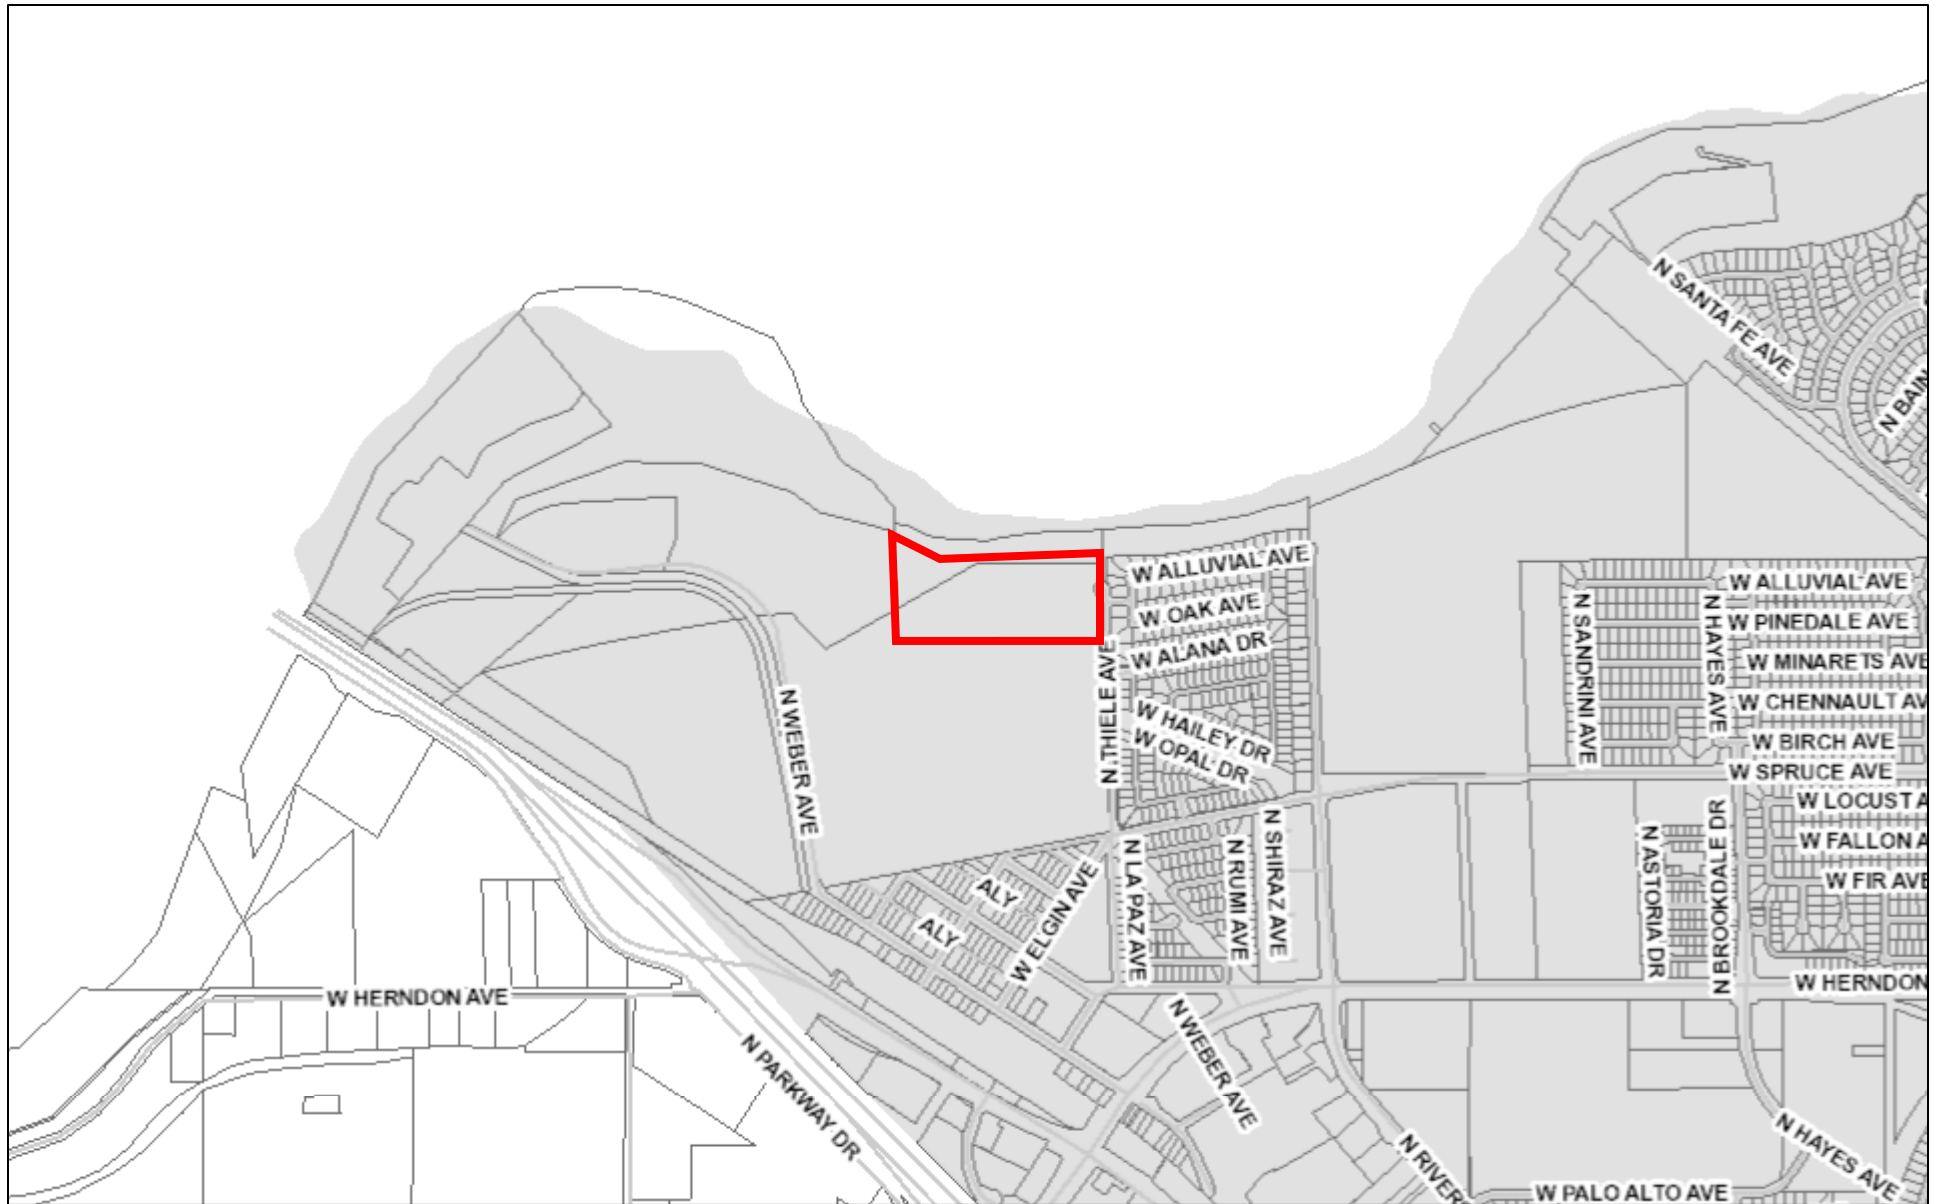 N SANTA FE AVE
N BAIN
W ALLUVIAL AVE
W OAK AVE
W ALANA DR
N THIELE AVE
W HAILEY DR
W OPAL DR
N WEBER AVE
N SANDRINI AVE
N HAYES AVE
W ALLUVIAL AVE
W PINEDALE AVE
W MINARETS AVE
W CHENNAULT AV
W BIRCH AVE
W SPRUCE AVE
W LOCUST A
W FALLON A
W FIR AVE
N ASTORIA DR
N BROOKDALE DR
N SHIRAZ AVE
N RUMI AVE
N LA PAZ AVE
W ELGIN AVE
ALY
ALY
W HERNDON AVE
W HERNDON
N PARKWAY DR
N WEBER AVE
N RIVER
N HAYES AVE
W PALO ALTO AVE